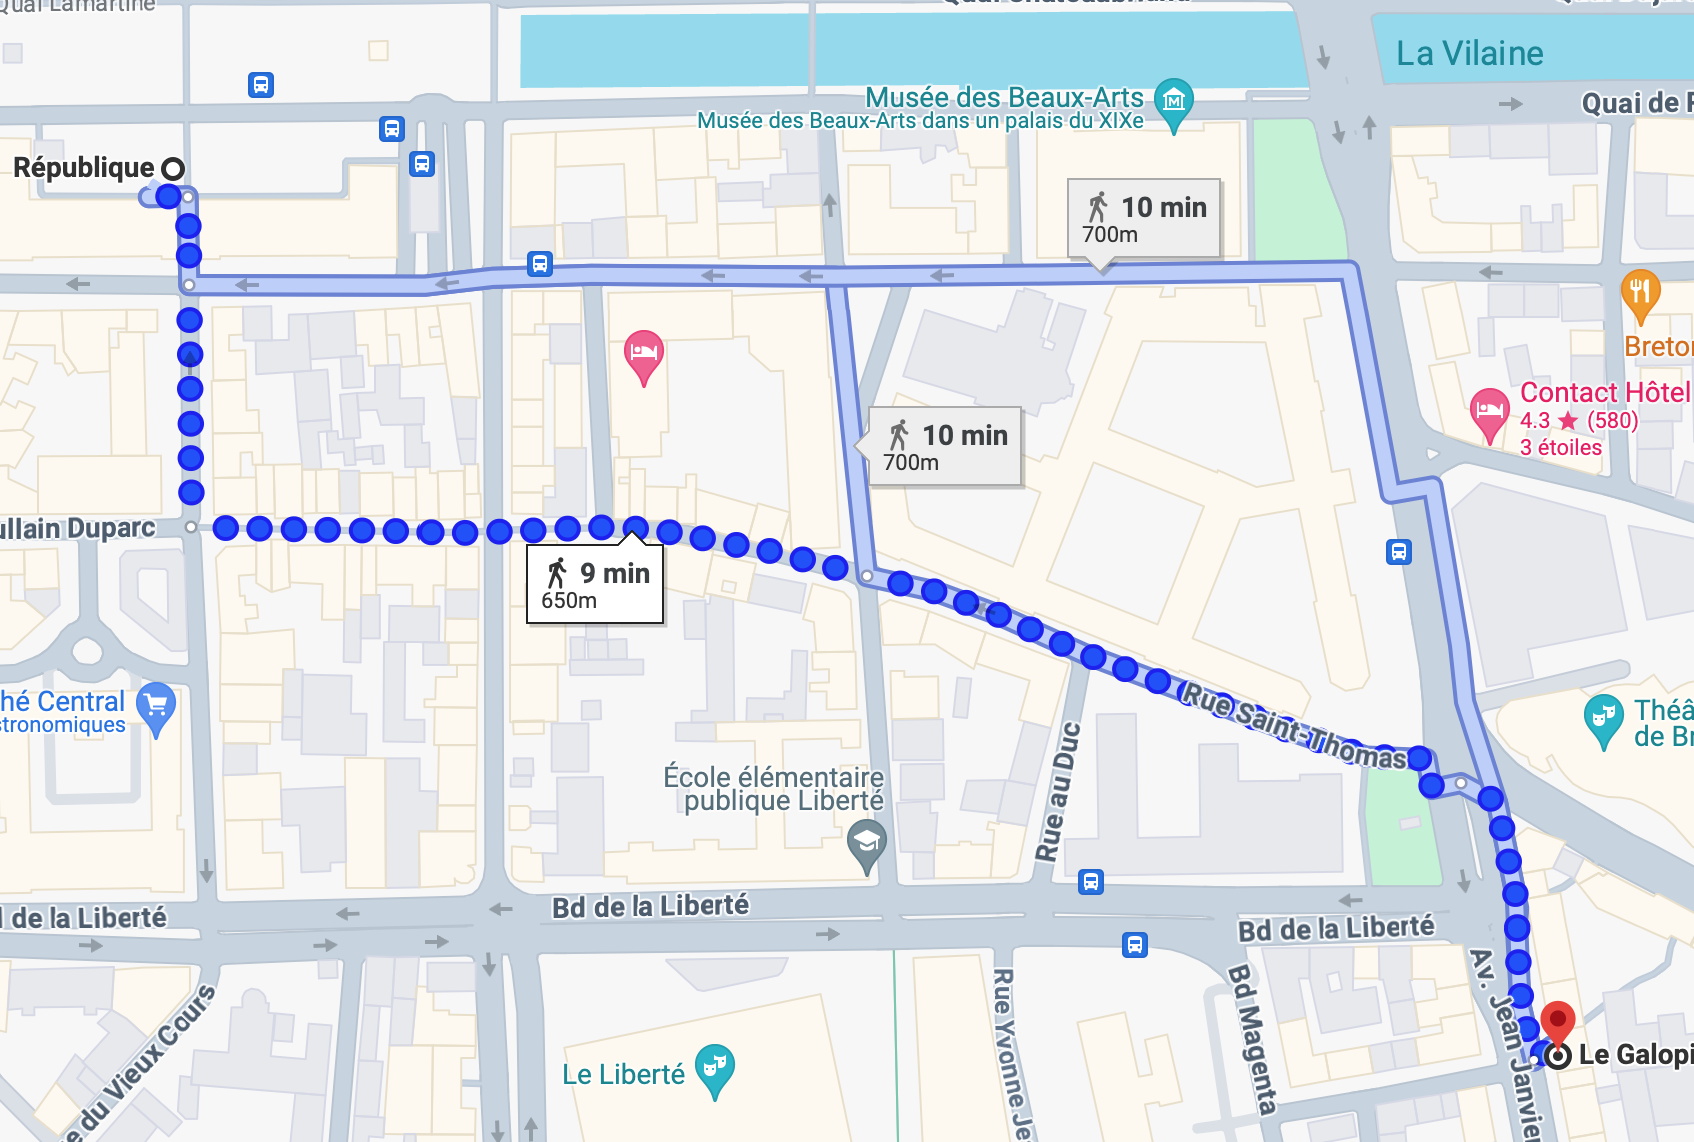 Quai Lamartine
La Vilaine
Musée des Beaux-Arts
Musée des Beaux-Arts dans un palais du XIXe
Quai de
République
10 min
700m
Contact Hôtel
4.3 ★ (580)
3 étoiles
10 min
700m
ullain Duparc
9 min
650m
Rue Saint-Thomas
hé Central
stronomiques
Théâ
de Br
École élémentaire
publique Liberté
Rue au Duc
Bd de la Liberté
d de la Liberté
Bd de la Liberté
Av. Jean Janvier
Bd Magenta
Rue Yvonne Je
e du Vieux Cours
Le Liberté
Le Galopi